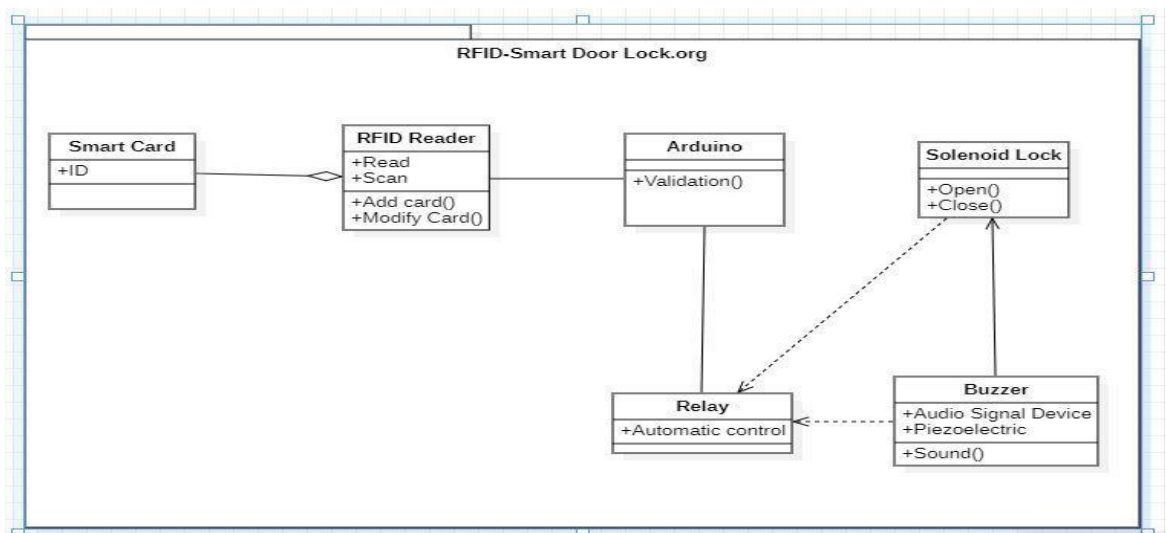 RFID-Smart Door Lock.org
Smart Card
+ID
RFID Reader
+Read
+Scan
+Add card()
+Modify Card()
Arduino
+Validation()
Solenoid Lock
+Open()
+Close()
Relay
+Automatic control
Buzzer
+Audio Signal Device
+Piezoelectric
+Sound()